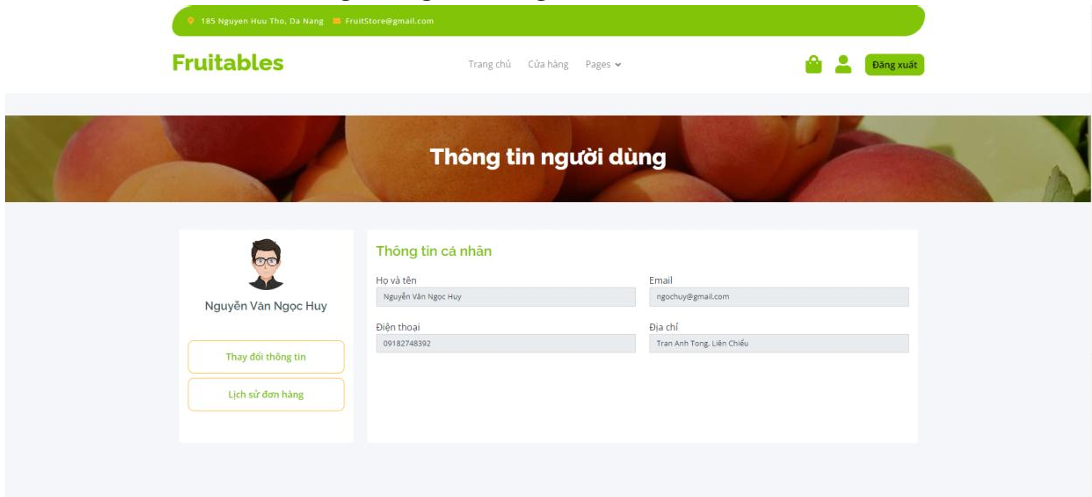 185 Nguyen Huu Tho, Da Nang FruitStore@gmail.com
Fruitables
Trang chủ Cửa hàng Pages
Đăng xuất
Thông tin người dùng
Nguyễn Văn Ngọc Huy
Thay đổi thông tin
Lịch sử đơn hàng
Thông tin cá nhân
Họ và tên Email
Nguyễn Văn Ngọc Huy ngochuy@gmail.com
Điện thoại Địa chỉ
09182748392 Tran Anh Tong, Liên Chiểu